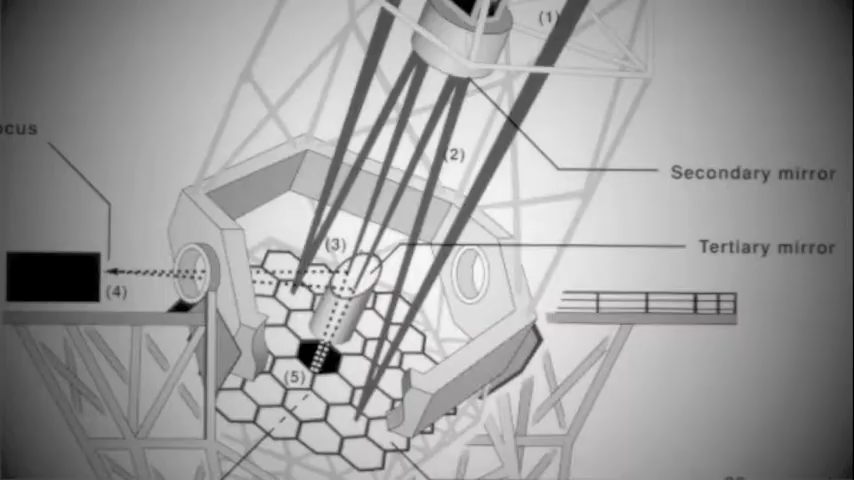 (1)
ocus
(2)
Secondary mirror
(3)
Tertiary mirror
(4)
(5)